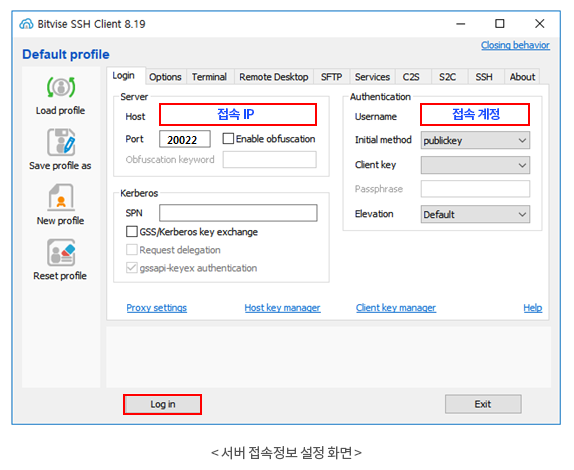 Bitvise SSH Client 8.19
Default profile
Closing behavior
Load profile
Save profile as
New profile
Reset profile
Login Options Terminal Remote Desktop SFTP Services C2S S2C SSH About
Server
Host 접속 IP
Port 20022 Enable obfuscation
Obfuscation keyword
Kerberos
SPN
GSS/Kerberos key exchange
Request delegation
gssapi-keyex authentication
Authentication
Username 접속 계정
Initial method publickey
Client key
Passphrase
Elevation Default
Proxy settings Host key manager Client key manager Help
Log in Exit
< 서버 접속정보 설정 화면 >